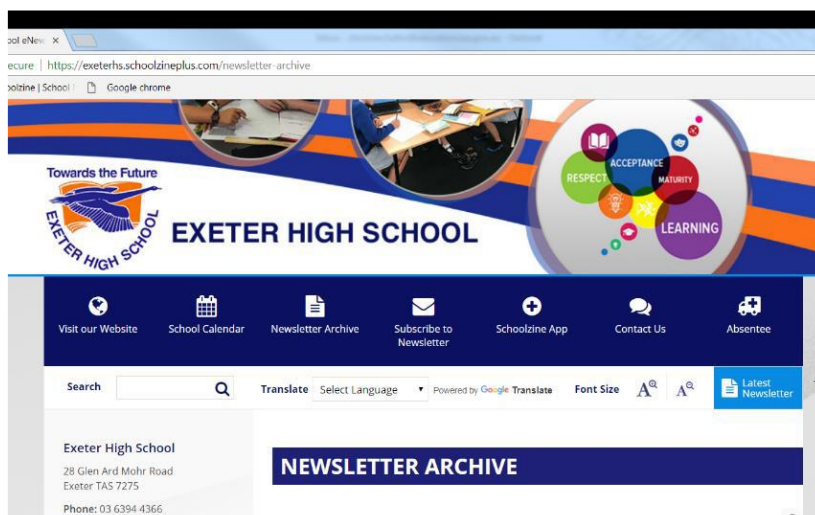 ool eNew ×
ecure | https://exeterhs.schoolzineplus.com/newsletter-archive
oolzine | School
Google chrome
Towards the Future
EXETER HIGH SCHOOL
EXETER HIGH SCHOOL
ACCEPTANCE
RESPECT
MATURITY
LEARNING
Visit our Website
School Calendar
Newsletter Archive
Subscribe to
Newsletter
Schoolzine App
Contact Us
Absentee
Search
Translate Select Language Powered by Google Translate
Font Size A A
Latest
Newsletter
Exeter High School
28 Glen Ard Mohr Road
Exeter TAS 7275
Phone: 03 6394 4366
NEWSLETTER ARCHIVE